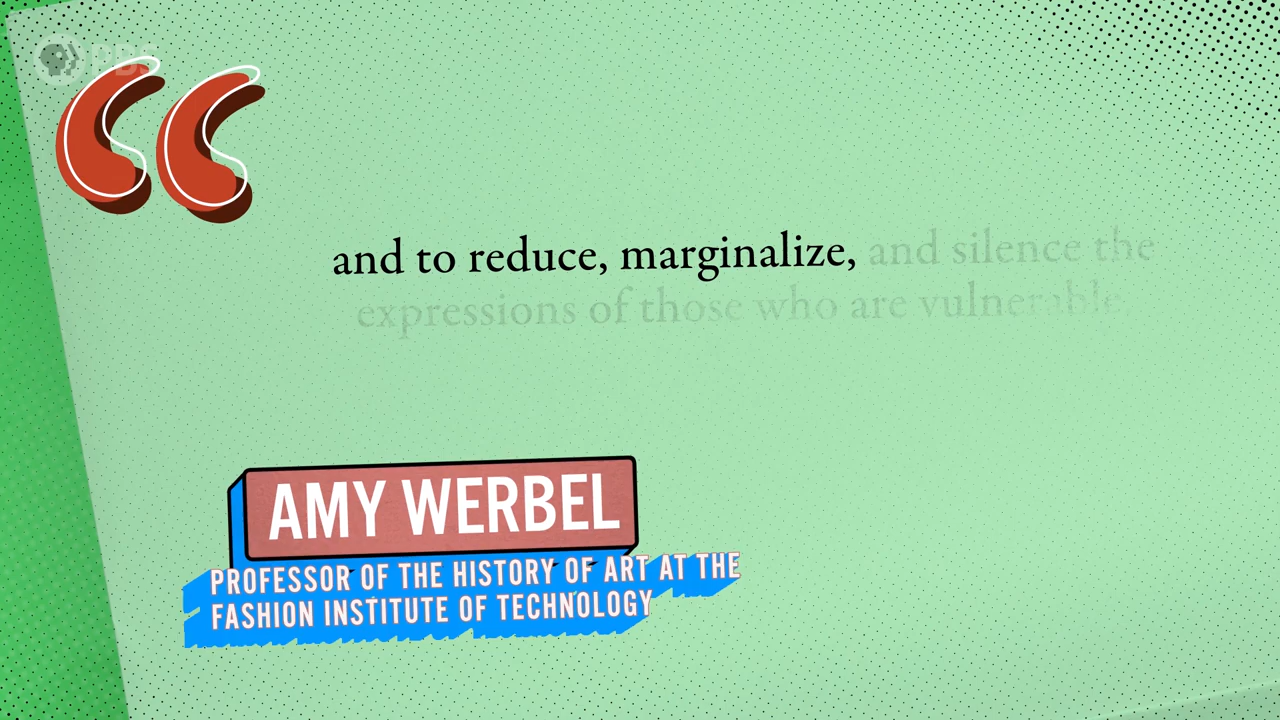 PBS
and to reduce, marginalize, and silence the
expressions of those who are vulnerable
AMY WERBEL
PROFESSOR OF THE HISTORY OF ART AT THE
FASHION INSTITUTE OF TECHNOLOGY